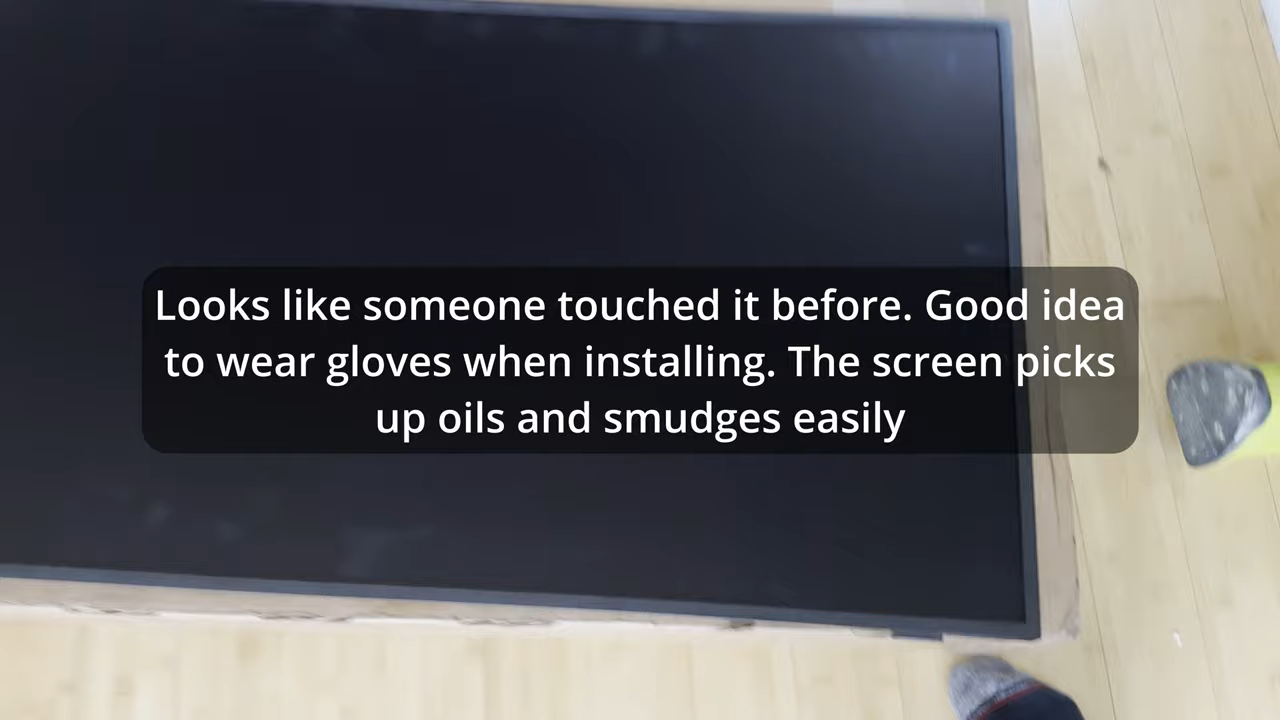 Looks like someone touched it before. Good idea
to wear gloves when installing. The screen picks
up oils and smudges easily